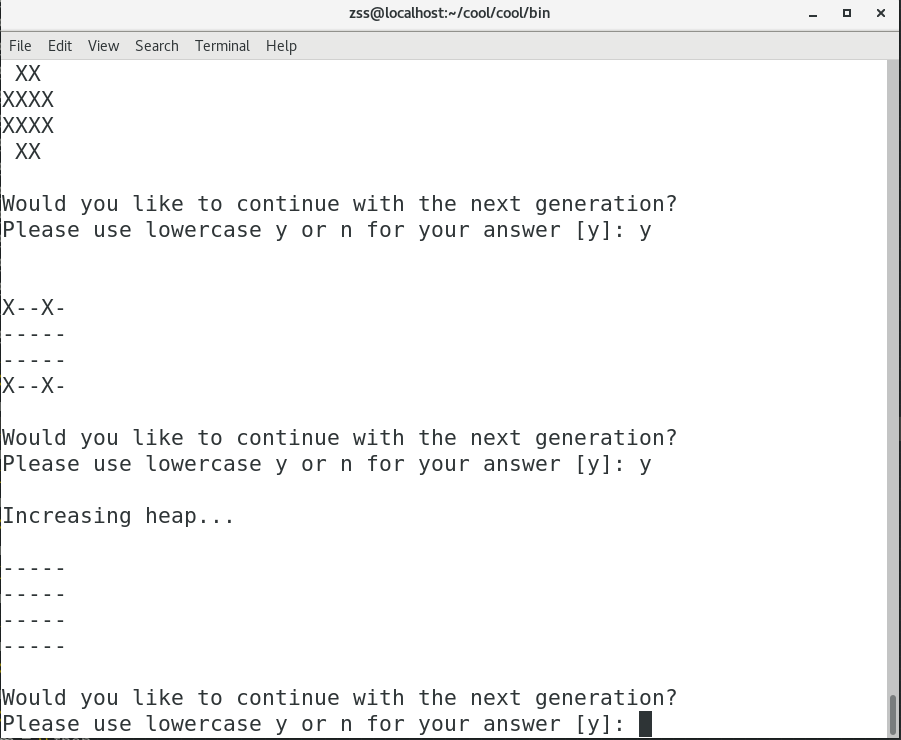 zss@localhost:~/cool/cool/bin
File Edit View Search Terminal Help
 XX
XXXX
XXXX
 XX
Would you like to continue with the next generation?
Please use lowercase y or n for your answer [y]: y
X--X-
-----
-----
X--X-
Would you like to continue with the next generation?
Please use lowercase y or n for your answer [y]: y
Increasing heap...
-----
-----
-----
-----
Would you like to continue with the next generation?
Please use lowercase y or n for your answer [y]: